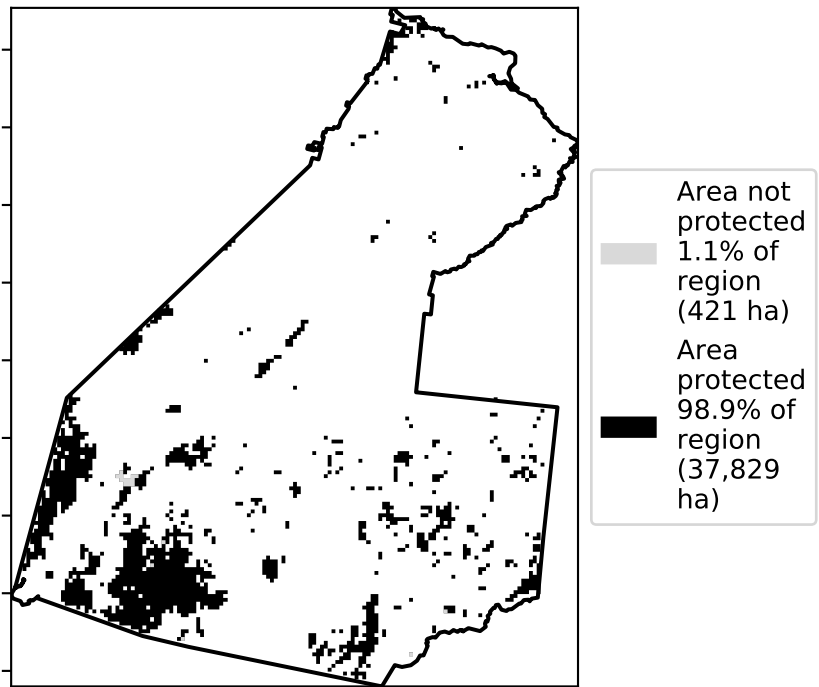 Area not
protected
1.1% of
region
(421 ha)
Area
protected
98.9% of
region
(37,829
ha)